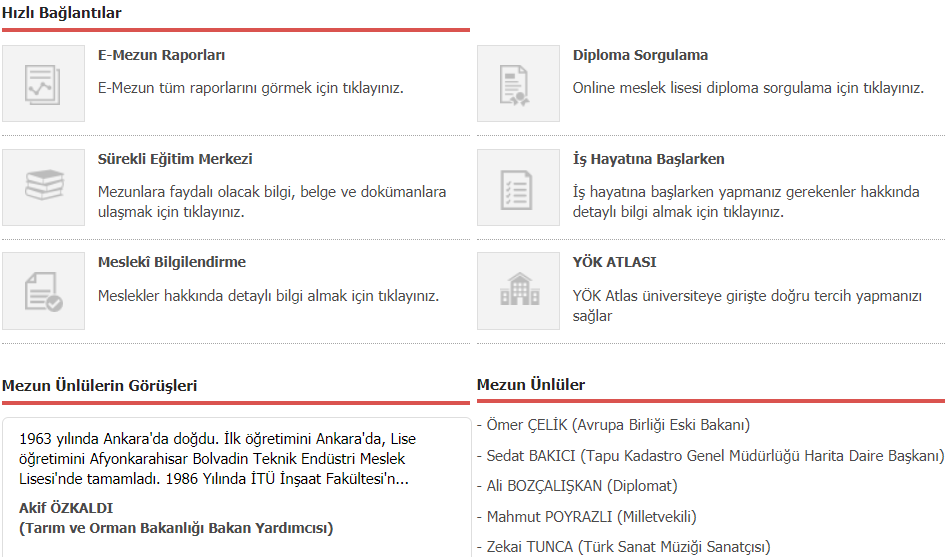 Hızlı Bağlantılar
E-Mezun Raporları
E-Mezun tüm raporlarını görmek için tıklayınız.
Diploma Sorgulama
Online meslek lisesi diploma sorgulama için tıklayınız.
Sürekli Eğitim Merkezi
Mezunlara faydalı olacak bilgi, belge ve dokümanlara
ulaşmak için tıklayınız.
İş Hayatına Başlarken
İş hayatına başlarken yapmanız gerekenler hakkında
detaylı bilgi almak için tıklayınız.
Meslekî Bilgilendirme
Meslekler hakkında detaylı bilgi almak için tıklayınız.
YÖK ATLASI
YÖK Atlas üniversiteye girişte doğru tercih yapmanızı
sağlar
Mezun Ünlülerin Görüşleri
1963 yılında Ankara'da doğdu. İlk öğretimini Ankara'da, Lise
öğretimini Afyonkarahisar Bolvadin Teknik Endüstri Meslek
Lisesi'nde tamamladı. 1986 Yılında İTÜ İnşaat Fakültesi'n...
Akif ÖZKALDI
(Tarım ve Orman Bakanlığı Bakan Yardımcısı)
Mezun Ünlüler
- Ömer ÇELİK (Avrupa Birliği Eski Bakanı)
- Sedat BAKICI (Tapu Kadastro Genel Müdürlüğü Harita Daire Başkanı)
- Ali BOZÇALIŞKAN (Diplomat)
- Mahmut POYRAZLI (Milletvekili)
- Zekai TUNCA (Türk Sanat Müziği Sanatçısı)